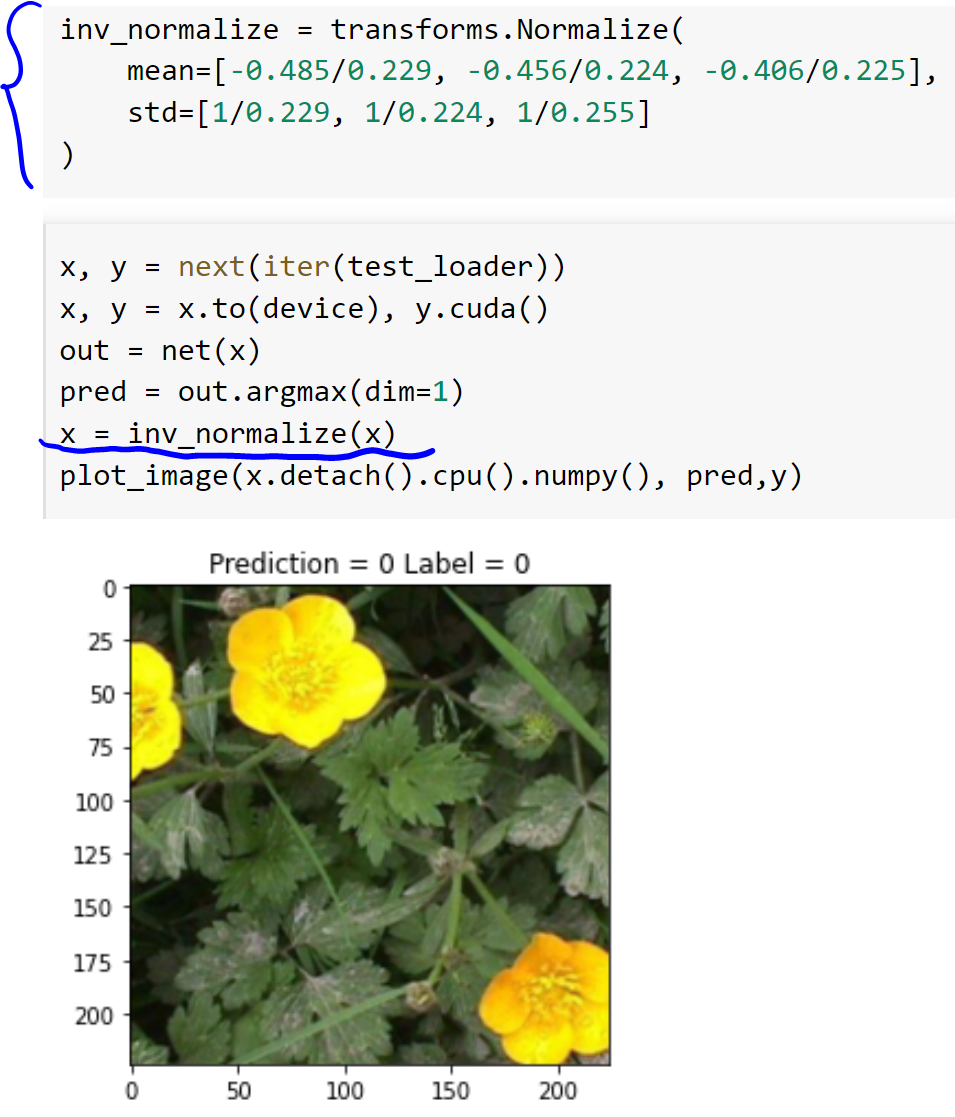 inv_normalize = transforms.Normalize(
    mean=[-0.485/0.229, -0.456/0.224, -0.406/0.225],
    std=[1/0.229, 1/0.224, 1/0.255]
)
x, y = next(iter(test_loader))
x, y = x.to(device), y.cuda()
out = net(x)
pred = out.argmax(dim=1)
x = inv_normalize(x)
plot_image(x.detach().cpu().numpy(), pred,y)
Prediction = 0 Label = 0
0
25
50
75
100
125
150
175
200
0 50 100 150 200